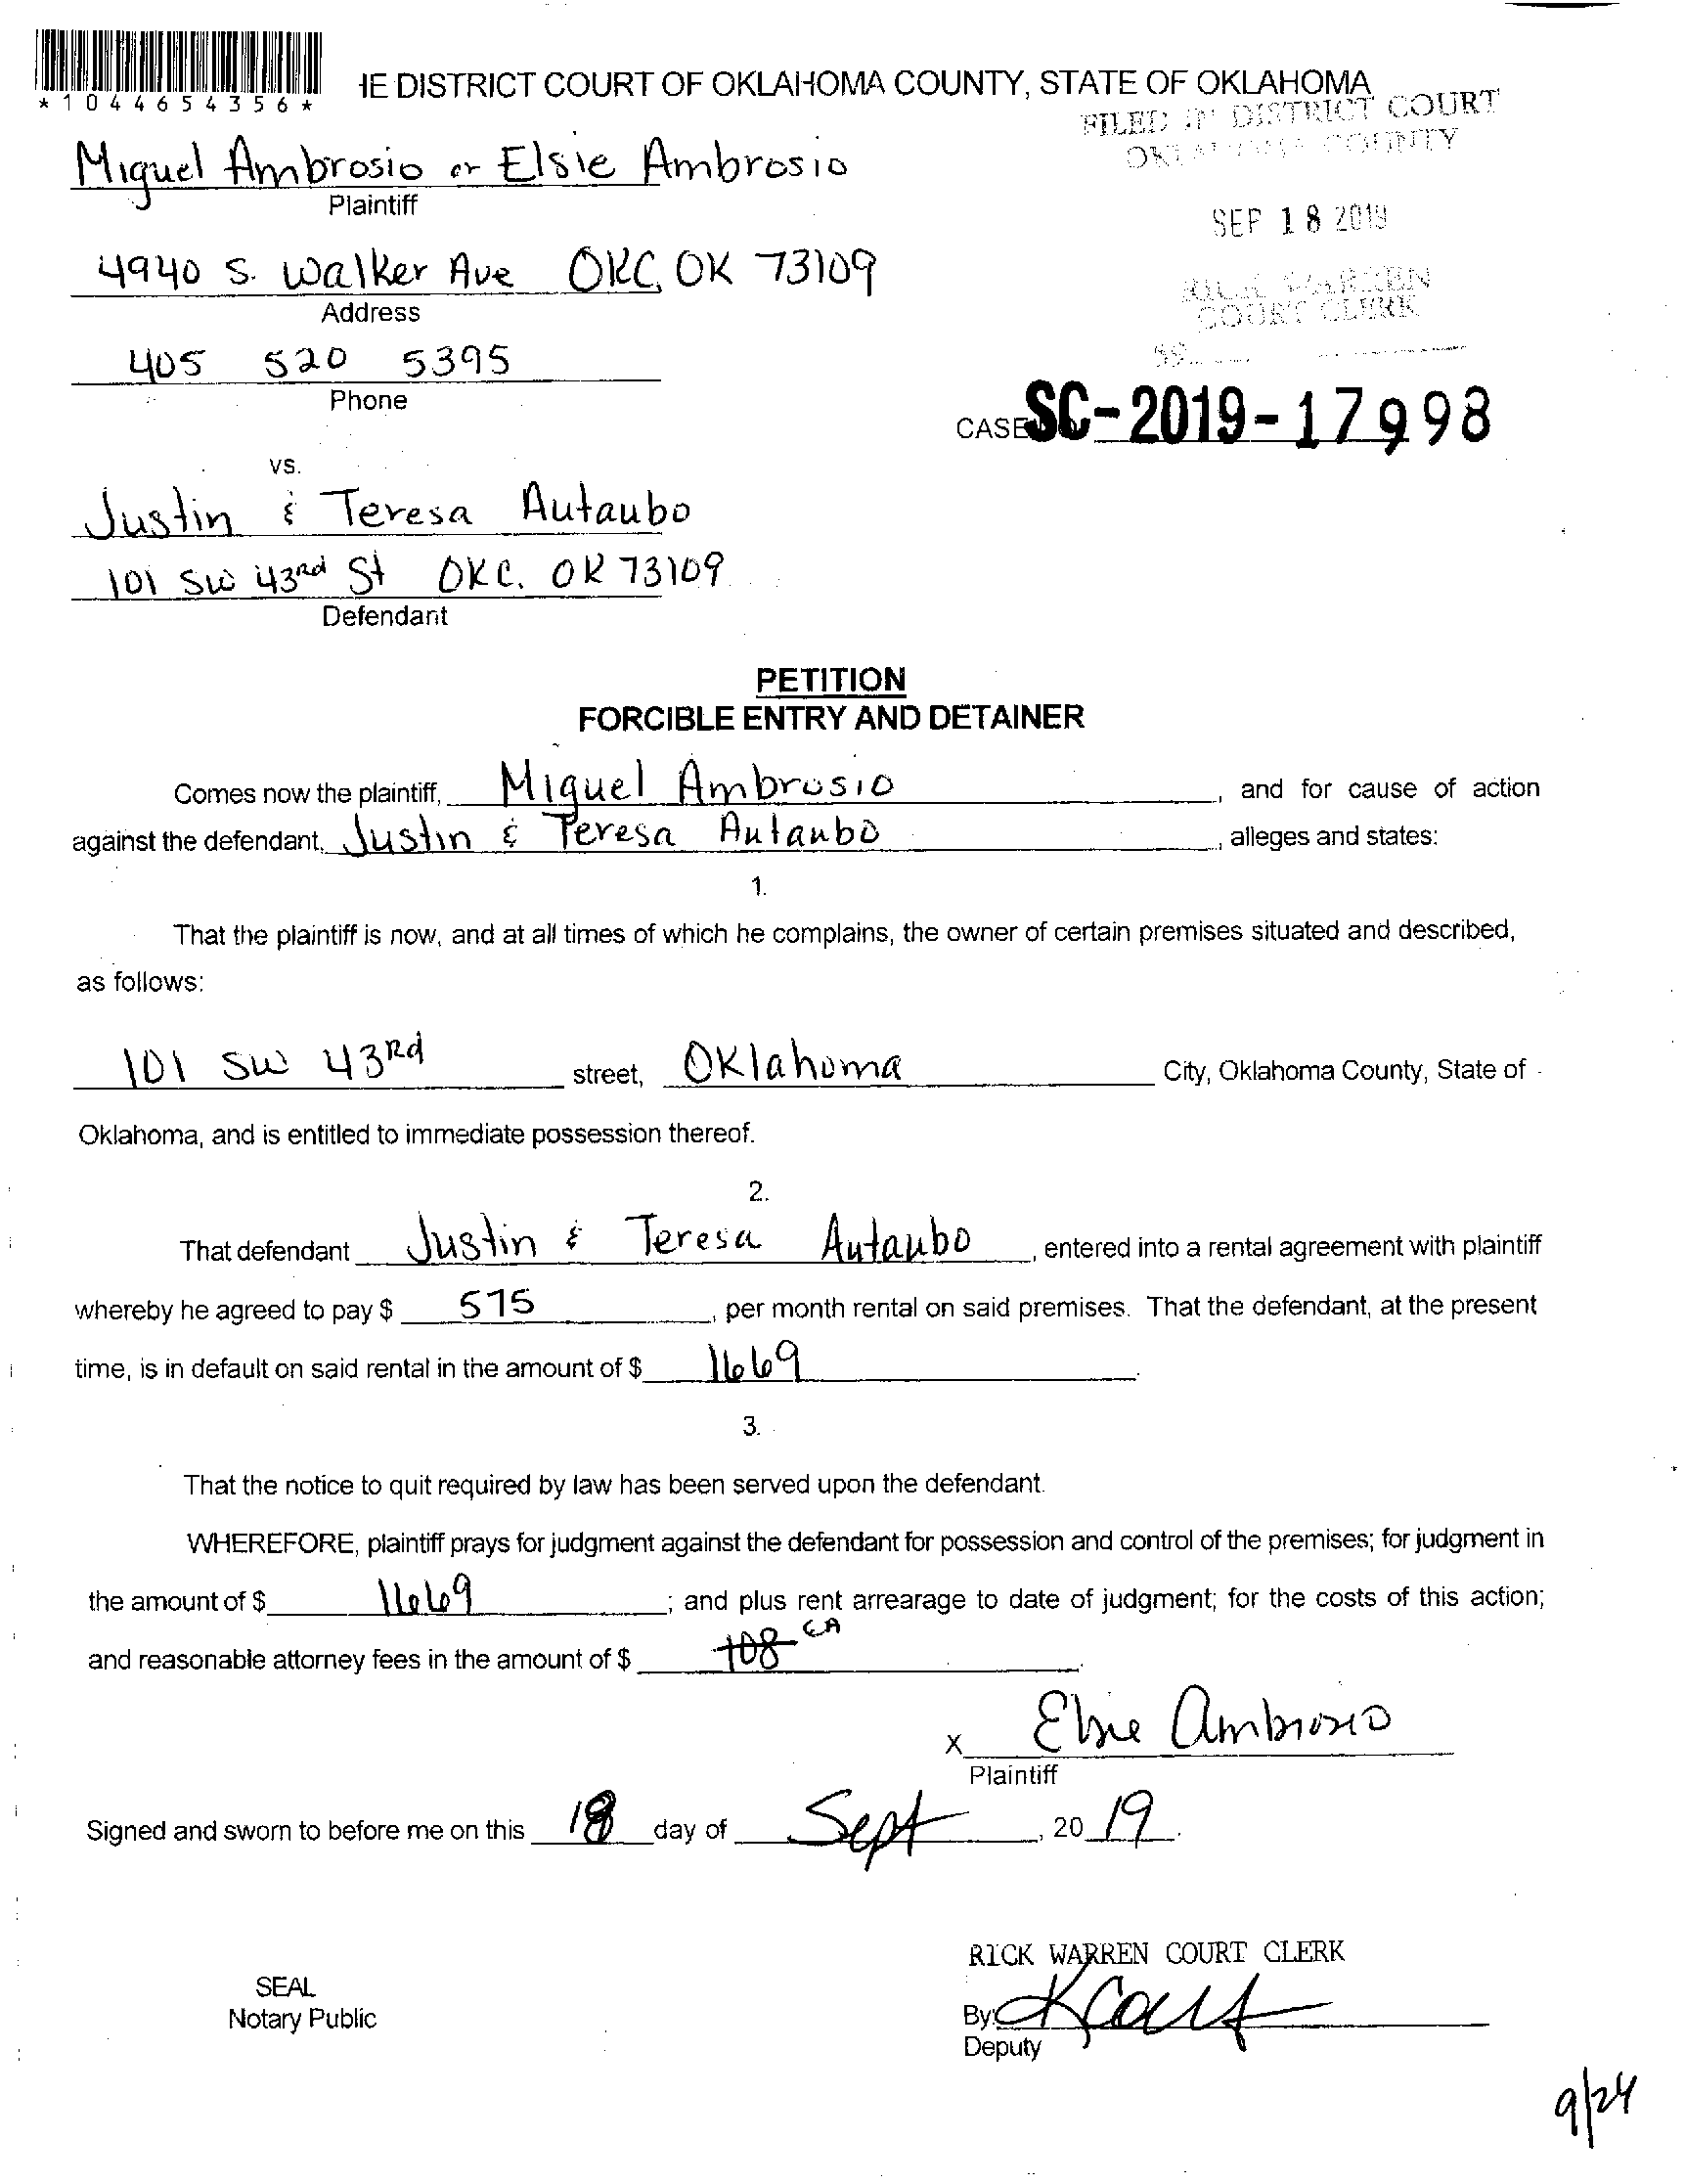 *1044654356*
IE DISTRICT COURT OF OKLAHOMA COUNTY, STATE OF OKLAHOMA
FILED IN DISTRICT COURT
OKLAHOMA COUNTY
Miguel Ambrosio or Elsie Ambrosio
Plaintiff
SEP 18 2019
4940 S. Walker Ave OKC, OK 73109
Address
RICK WARREN
COURT CLERK
405 520 5395
Phone
CASE SC-2019-17998
vs.
Justin & Teresa Autaubo
101 SW 43rd St OKC. OK 73109
Defendant
PETITION
FORCIBLE ENTRY AND DETAINER
Comes now the plaintiff, Miguel Ambrosio, and for cause of action
against the defendant, Justin & Teresa Autaubo, alleges and states:
1.
That the plaintiff is now, and at all times of which he complains, the owner of certain premises situated and described,
as follows:
101 SW 43Rd street, Oklahoma City, Oklahoma County, State of
Oklahoma, and is entitled to immediate possession thereof.
2.
That defendant Justin & Teresa Autaubo, entered into a rental agreement with plaintiff
whereby he agreed to pay $ 575, per month rental on said premises. That the defendant, at the present
time, is in default on said rental in the amount of $ 1669.
3.
That the notice to quit required by law has been served upon the defendant.
WHEREFORE, plaintiff prays for judgment against the defendant for possession and control of the premises; for judgment in
the amount of $ 1669; and plus rent arrearage to date of judgment; for the costs of this action;
and reasonable attorney fees in the amount of $ 108 EA.
X Elsie Ambrosio
Plaintiff
Signed and sworn to before me on this 18 day of Sept, 20 19.
RICK WARREN COURT CLERK
SEAL
Notary Public
By:
Deputy
9/24